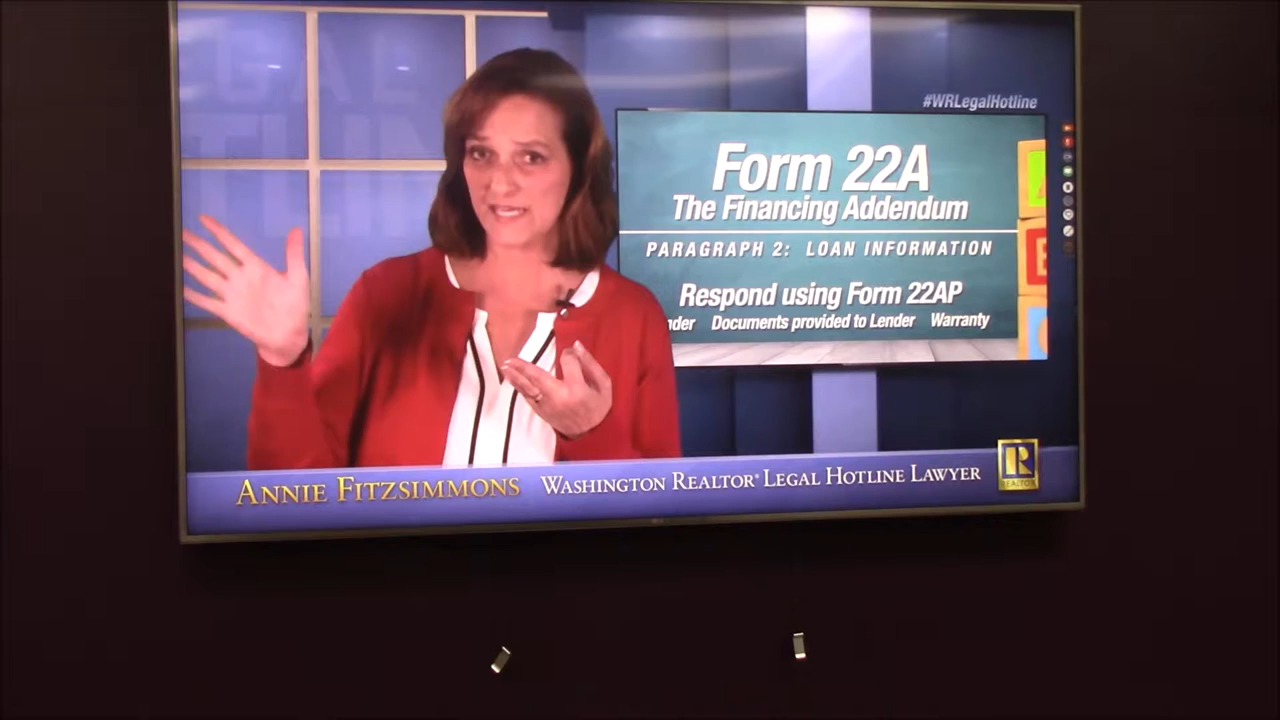 #WRLegalHotline
Form 22A
The Financing Addendum
PARAGRAPH 2: LOAN INFORMATION
Respond using Form 22AP
Documents provided to Lender Warranty
ANNIE FITZSIMMONS WASHINGTON REALTOR® LEGAL HOTLINE LAWYER
R
REALTOR